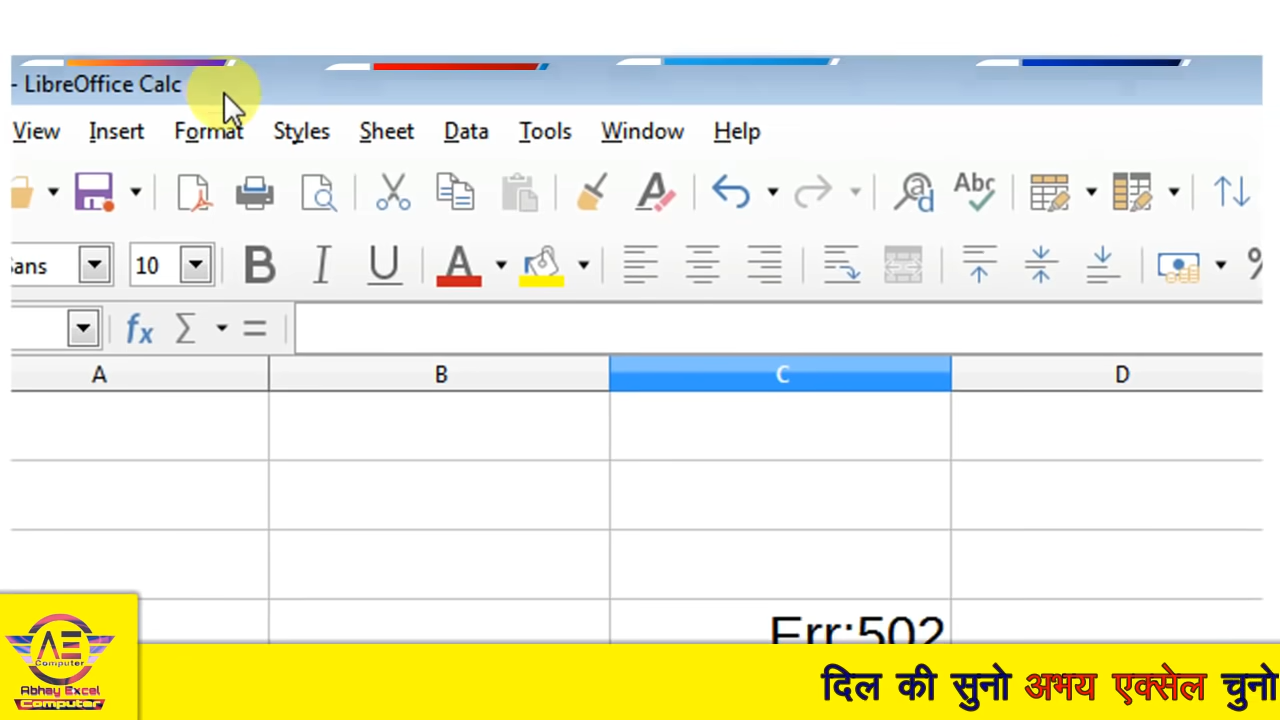 - LibreOffice Calc
View Insert Format Styles Sheet Data Tools Window Help
Abc
ans 10 B I U A %
fx Σ =
A B C D
Err:502
AE
Computer
Abhay Excel
Computer
दिल की सुनो अभय एक्सेल चुनो